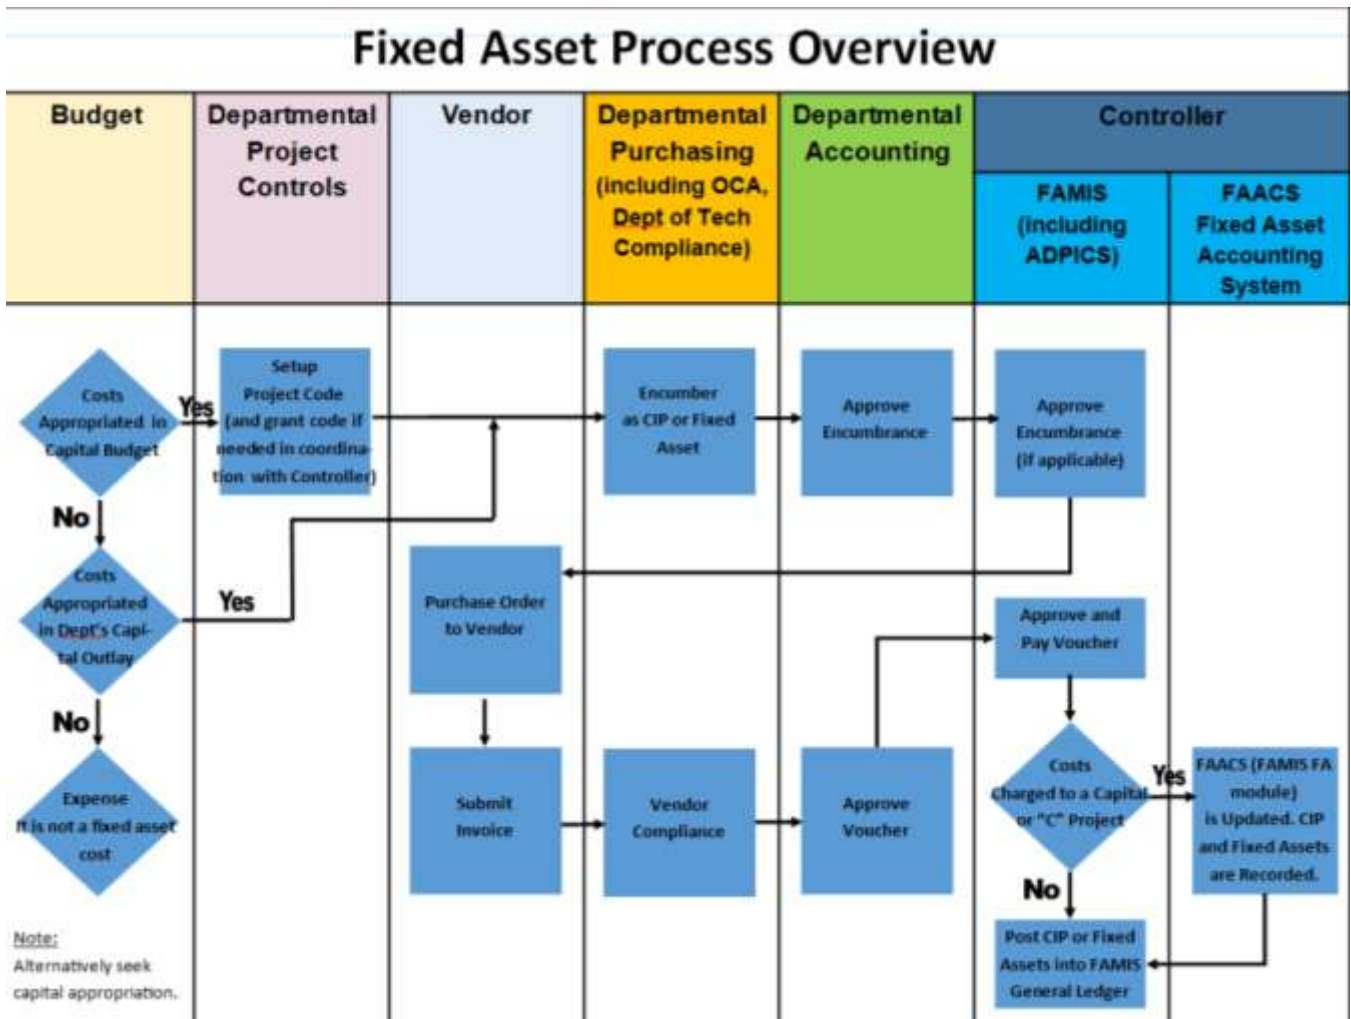 Fixed Asset Process Overview
Budget
Departmental
Project
Controls
Vendor
Departmental
Purchasing
(including OCA,
Dept of Tech
Compliance)
Departmental
Accounting
Controller
FAMIS
(including
ADPICS)
FAACS
Fixed Asset
Accounting
System
Costs
Appropriated in
Capital Budget
Yes
Setup
Project Code
(and grant code if
needed in coordina-
tion with Controller)
Encumber
as CIP or Fixed
Asset
Approve
Encumbrance
Approve
Encumbrance
(if applicable)
No
Costs
Appropriated
in Dept's Capi-
tal Outlay
Yes
Purchase Order
to Vendor
Approve and
Pay Voucher
No
Expense
It is not a fixed asset
cost
Submit
Invoice
Vendor
Compliance
Approve
Voucher
Costs
Charged to a Capital
or "C" Project
Yes
FAACS (FAMIS FA
module)
is Updated. CIP
and Fixed Assets
are Recorded.
No
Post CIP or Fixed
Assets into FAMIS
General Ledger
Note:
Alternatively seek
capital appropriation.